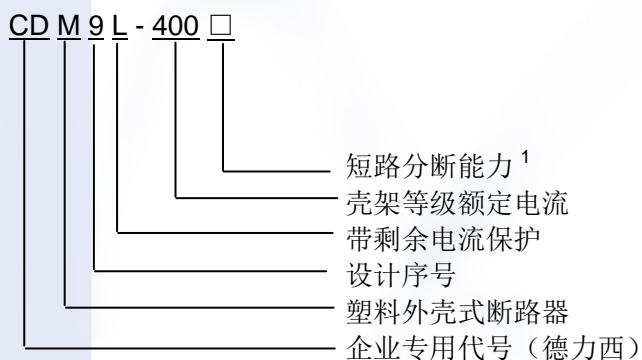 CD M 9 L - 400 □
短路分断能力 1
壳架等级额定电流
带剩余电流保护
设计序号
塑料外壳式断路器
企业专用代号（德力西）